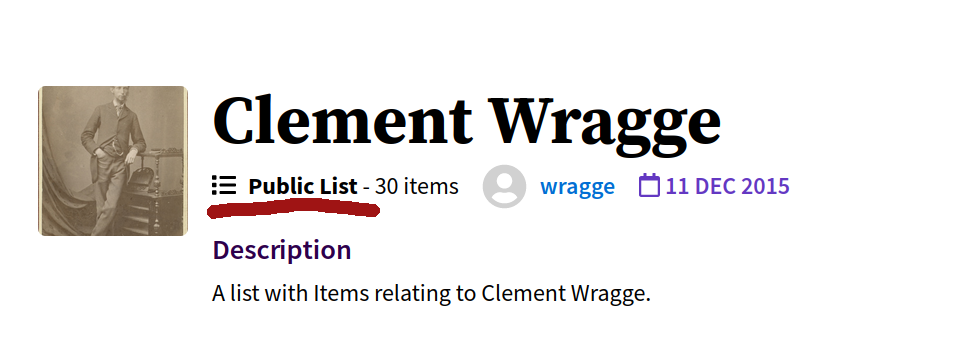 Clement Wragge
Public List - 30 items wragge 11 DEC 2015
Description
A list with Items relating to Clement Wragge.